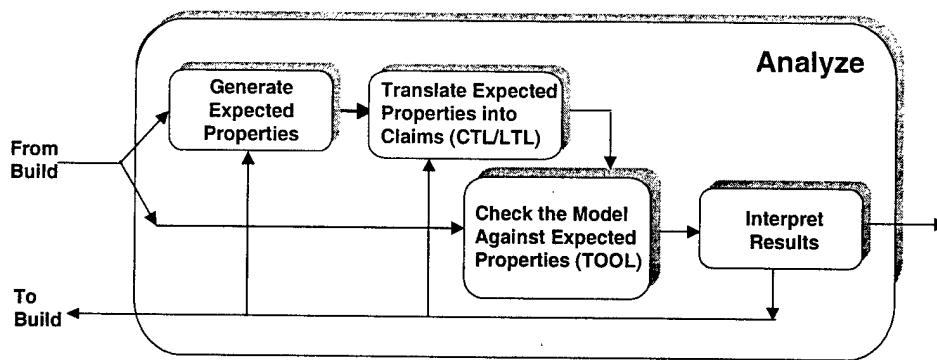 Analyze
Generate
Expected
Properties
Translate Expected
Properties into
Claims (CTL/LTL)
From
Build
Check the Model
Against Expected
Properties (TOOL)
Interpret
Results
To
Build